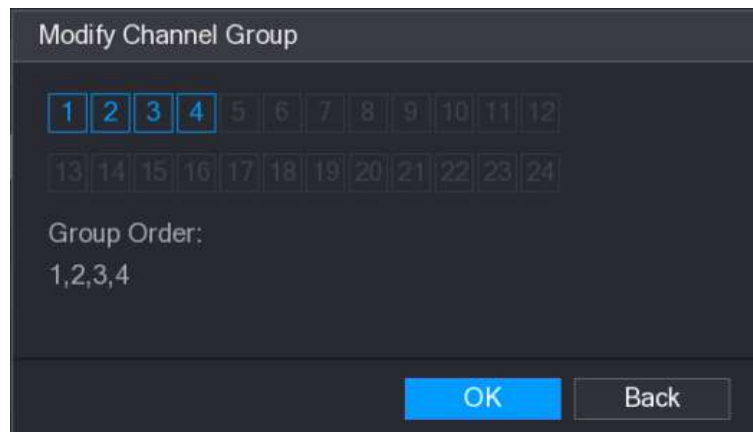 Modify Channel Group
1 2 3 4 5 6 7 8 9 10 11 12
13 14 15 16 17 18 19 20 21 22 23 24
Group Order:
1,2,3,4
OK Back